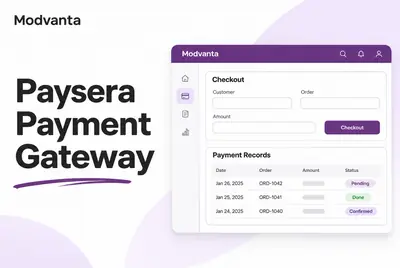 Modvanta
Paysera
Payment
Gateway
Modvanta
Checkout
Customer
Order
Amount
Checkout
Payment Records
Date Order Amount Status
Jan 26, 2025 ORD-1042 Pending
Jan 25, 2025 ORD-1041 Done
Jan 24, 2025 ORD-1040 Confirmed